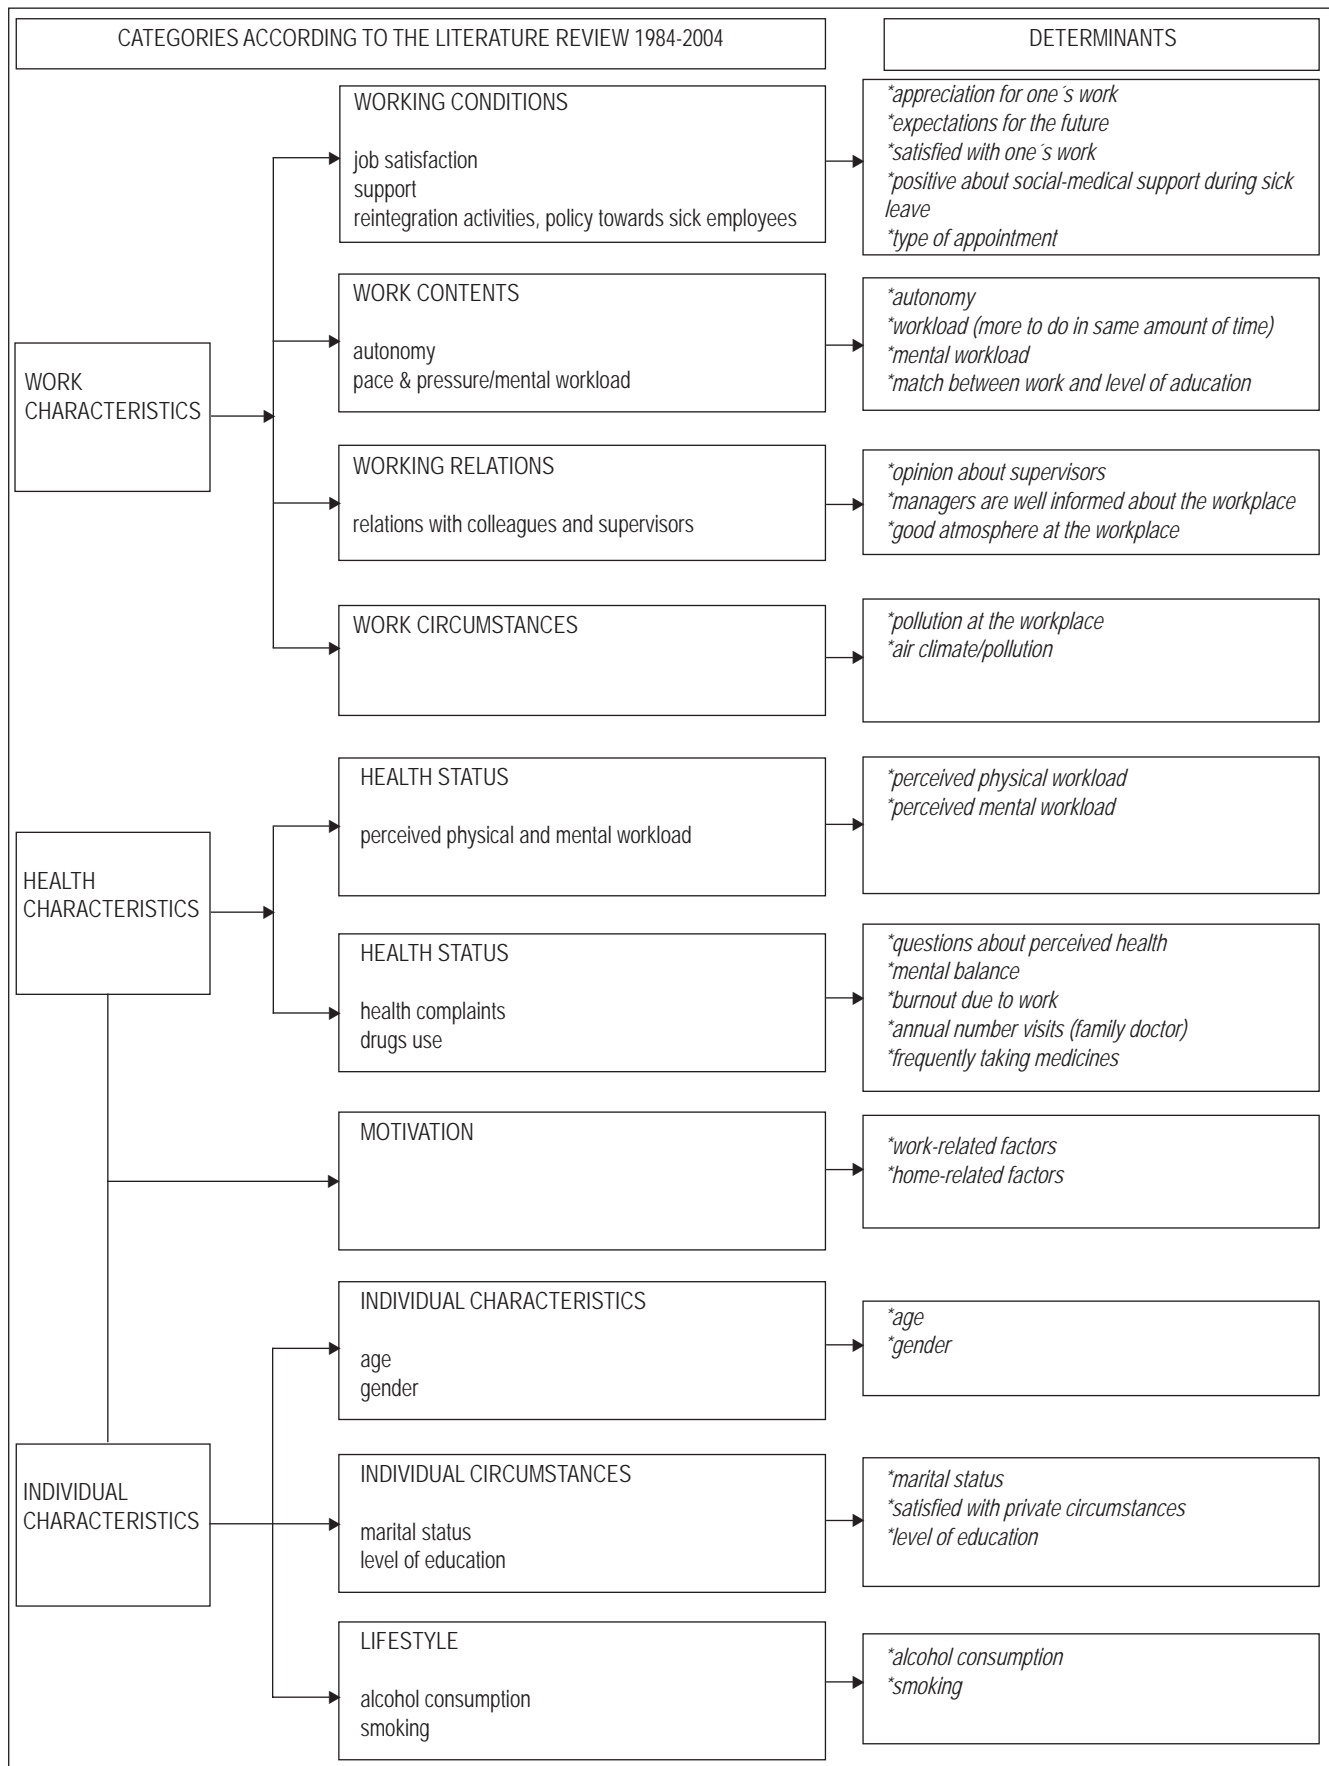 CATEGORIES ACCORDING TO THE LITERATURE REVIEW 1984-2004
DETERMINANTS
WORK
CHARACTERISTICS
WORKING CONDITIONS
job satisfaction
support
reintegration activities, policy towards sick employees
*appreciation for one´s work
*expectations for the future
*satisfied with one´s work
*positive about social-medical support during sick
leave
*type of appointment
WORK CONTENTS
autonomy
pace & pressure/mental workload
*autonomy
*workload (more to do in same amount of time)
*mental workload
*match between work and level of aducation
WORKING RELATIONS
relations with colleagues and supervisors
*opinion about supervisors
*managers are well informed about the workplace
*good atmosphere at the workplace
WORK CIRCUMSTANCES
*pollution at the workplace
*air climate/pollution
HEALTH
CHARACTERISTICS
HEALTH STATUS
perceived physical and mental workload
*perceived physical workload
*perceived mental workload
HEALTH STATUS
health complaints
drugs use
*questions about perceived health
*mental balance
*burnout due to work
*annual number visits (family doctor)
*frequently taking medicines
MOTIVATION
*work-related factors
*home-related factors
INDIVIDUAL
CHARACTERISTICS
INDIVIDUAL CHARACTERISTICS
age
gender
*age
*gender
INDIVIDUAL CIRCUMSTANCES
marital status
level of education
*marital status
*satisfied with private circumstances
*level of education
LIFESTYLE
alcohol consumption
smoking
*alcohol consumption
*smoking